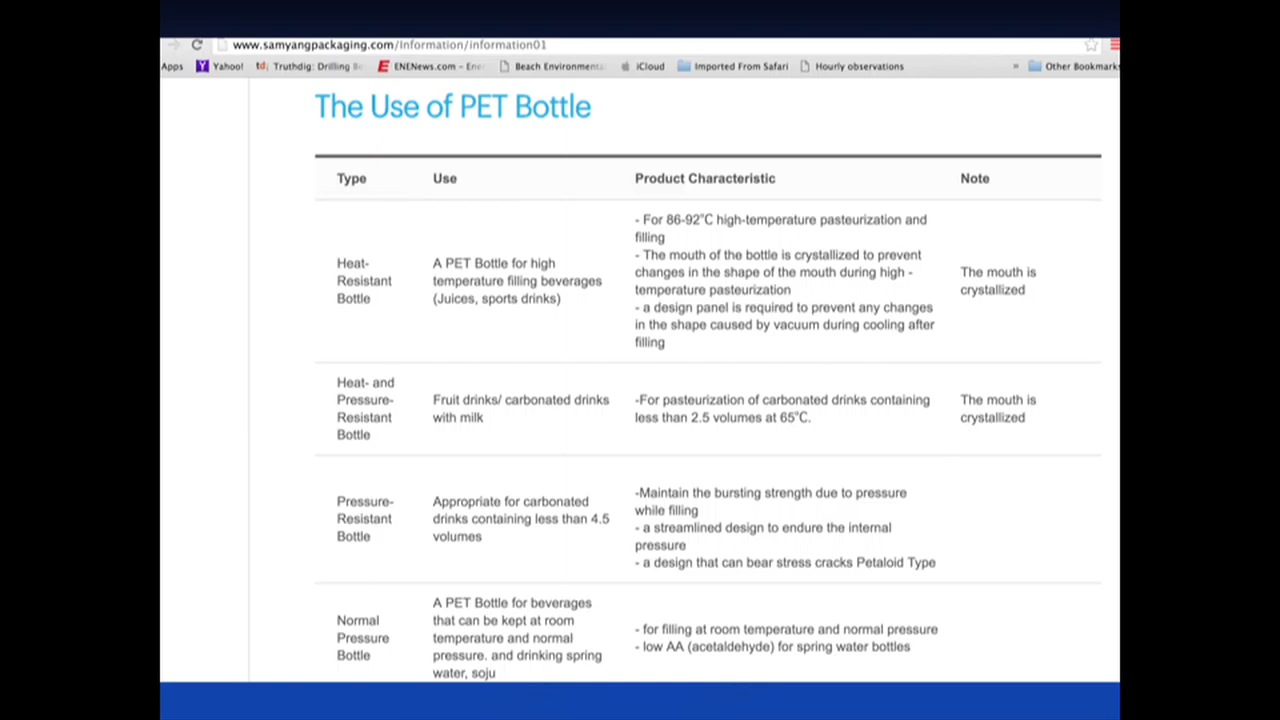 www.samyangpackaging.com/Information/information01
Apps Yahoo! td: Truthdig: Drilling ENENews.com – Ene Beach Environmenta iCloud Imported From Safari Hourly observations » Other Bookmarks
The Use of PET Bottle
Type Use Product Characteristic Note
Heat-
Resistant
Bottle
A PET Bottle for high
temperature filling beverages
(Juices, sports drinks)
- For 86-92℃ high-temperature pasteurization and
filling
- The mouth of the bottle is crystallized to prevent
changes in the shape of the mouth during high -
temperature pasteurization
- a design panel is required to prevent any changes
in the shape caused by vacuum during cooling after
filling
The mouth is
crystallized
Heat- and
Pressure-
Resistant
Bottle
Fruit drinks/ carbonated drinks
with milk
-For pasteurization of carbonated drinks containing
less than 2.5 volumes at 65℃.
The mouth is
crystallized
Pressure-
Resistant
Bottle
Appropriate for carbonated
drinks containing less than 4.5
volumes
-Maintain the bursting strength due to pressure
while filling
- a streamlined design to endure the internal
pressure
- a design that can bear stress cracks Petaloid Type
Normal
Pressure
Bottle
A PET Bottle for beverages
that can be kept at room
temperature and normal
pressure. and drinking spring
water, soju
- for filling at room temperature and normal pressure
- low AA (acetaldehyde) for spring water bottles